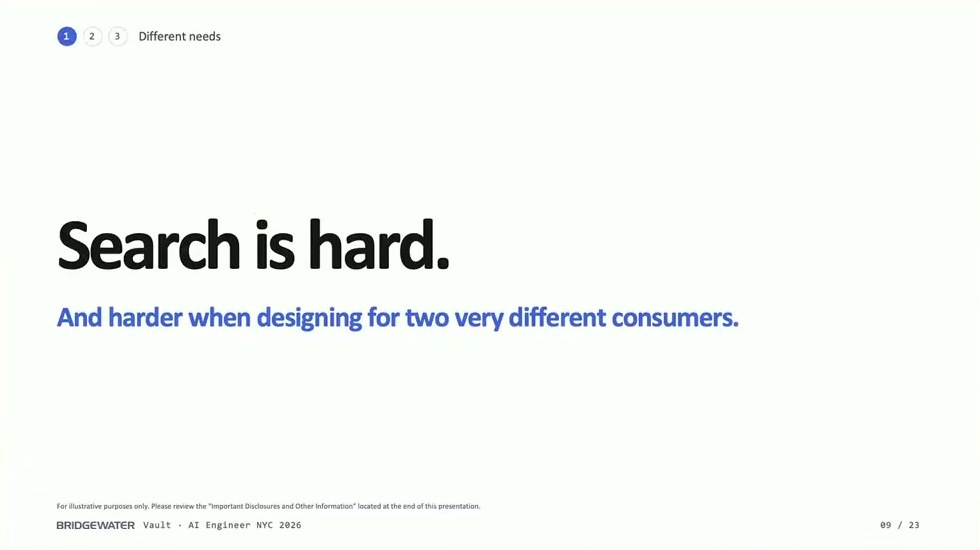 1 2 3 Different needs
Search is hard.
And harder when designing for two very different consumers.
For illustrative purposes only. Please review the "Important Disclosures and Other Information" located at the end of this presentation.
BRIDGEWATER Vault · AI Engineer NYC 2026 09 / 23